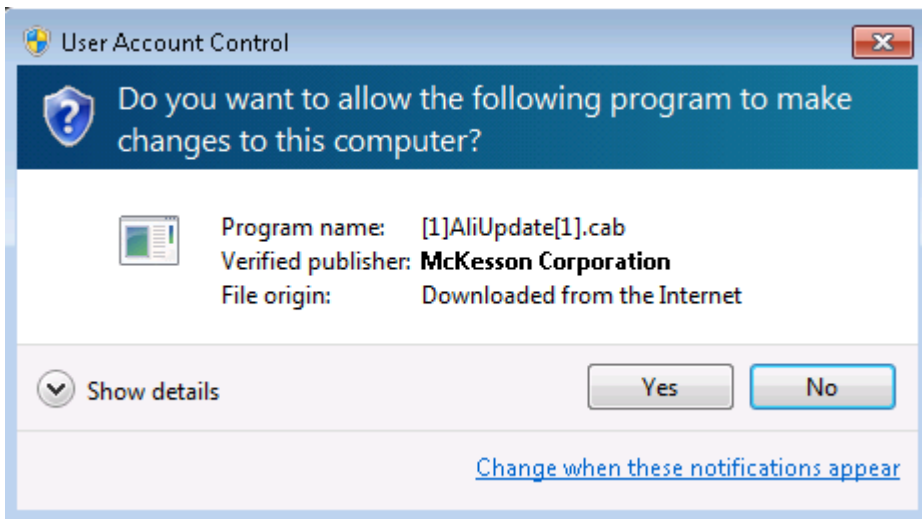 User Account Control
Do you want to allow the following program to make
changes to this computer?
Program name: [1]AliUpdate[1].cab
Verified publisher: McKesson Corporation
File origin: Downloaded from the Internet
Show details
Yes
No
Change when these notifications appear